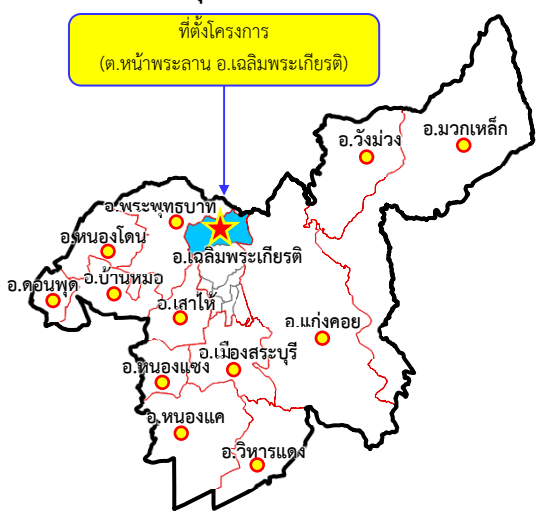 ที่ตั้งโครงการ
(ต.หน้าพระลาน อ.เฉลิมพระเกียรติ)
อ.วังม่วง
อ.มวกเหล็ก
อ.พระพุทธบาท
อ.หนองโดน
อ.เฉลิมพระเกียรติ
อ.ดอนพุด
อ.บ้านหมอ
อ.เสาไห้
อ.แก่งคอย
อ.เมืองสระบุรี
อ.หนองแซง
อ.หนองแค
อ.วิหารแดง